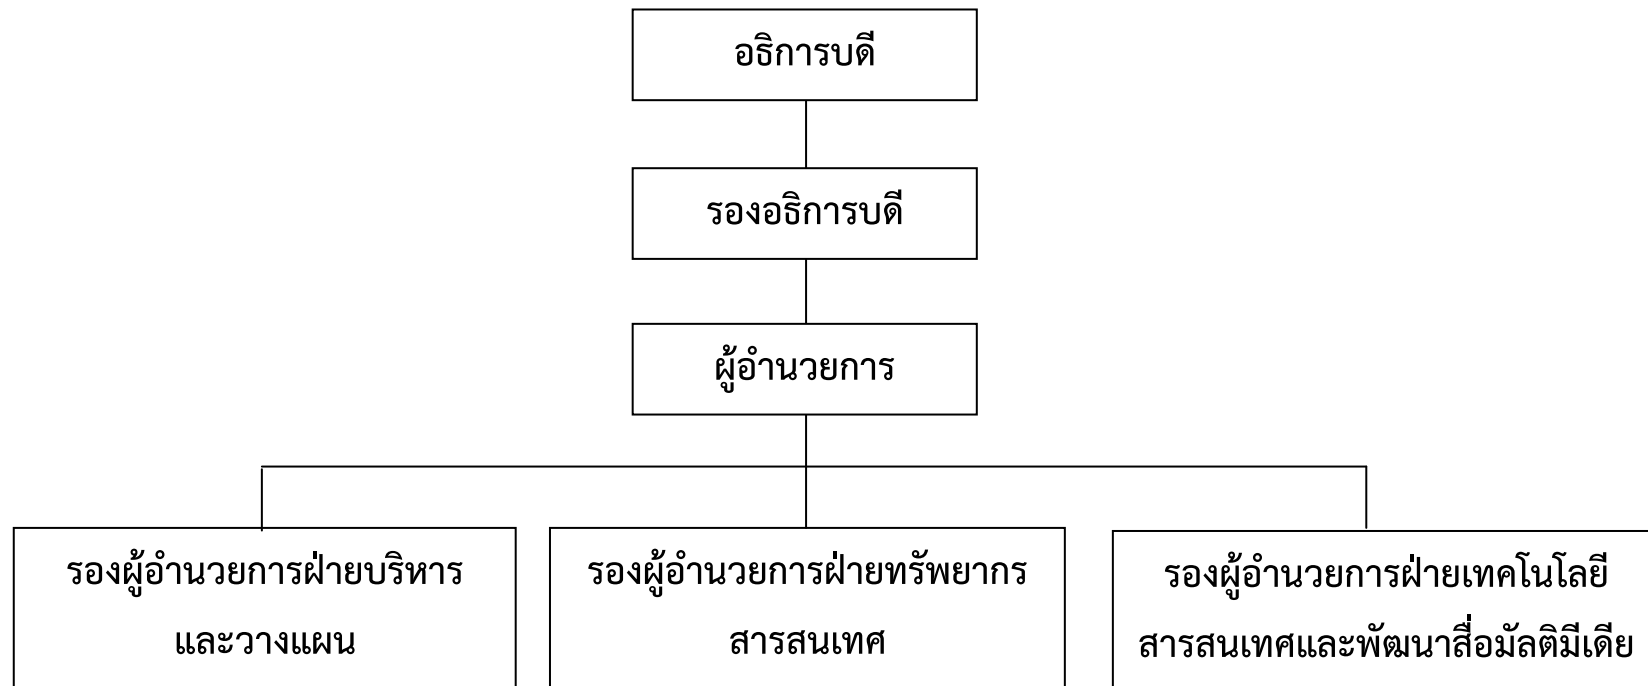 อธิการบดี
รองอธิการบดี
ผู้อำนวยการ
รองผู้อำนวยการฝ่ายบริหาร
และวางแผน
รองผู้อำนวยการฝ่ายทรัพยากร
สารสนเทศ
รองผู้อำนวยการฝ่ายเทคโนโลยี
สารสนเทศและพัฒนาสื่อมัลติมีเดีย